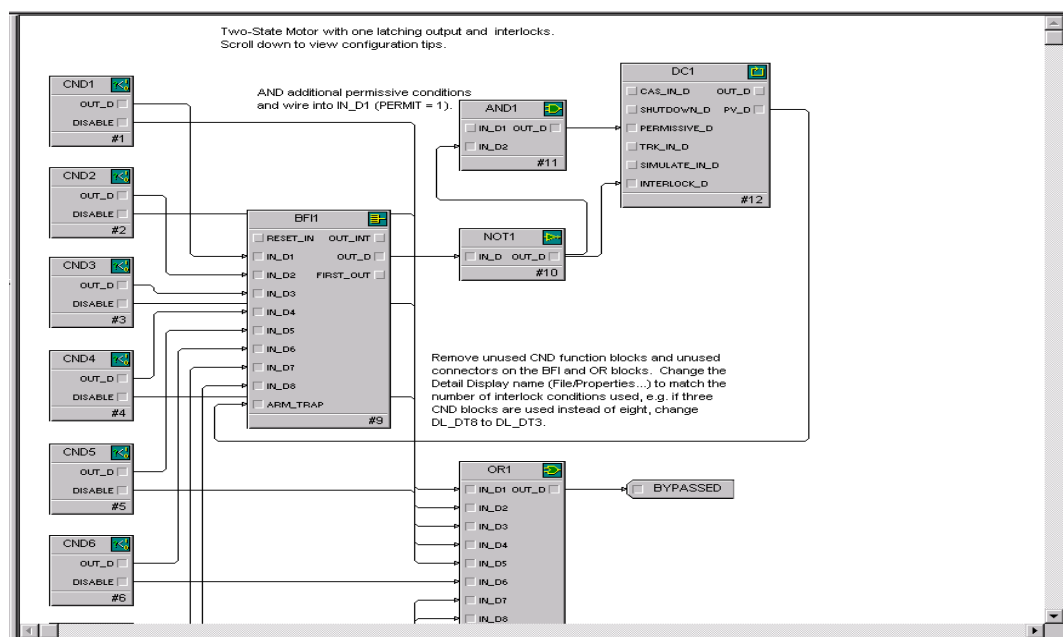 Two-State Motor with one latching output and interlocks.
Scroll down to view configuration tips.
CND1
OUT_D
DISABLE
#1
CND2
OUT_D
DISABLE
#2
CND3
OUT_D
DISABLE
#3
CND4
OUT_D
DISABLE
#4
CND5
OUT_D
DISABLE
#5
CND6
OUT_D
DISABLE
#6
BFI1
RESET_IN OUT_INT
IN_D1 OUT_D
IN_D2 FIRST_OUT
IN_D3
IN_D4
IN_D5
IN_D6
IN_D7
IN_D8
ARM_TRAP
#9
AND additional permissive conditions
and wire into IN_D1 (PERMIT = 1).
AND1
IN_D1 OUT_D
IN_D2
#11
NOT1
IN_D OUT_D
#10
DC1
CAS_IN_D OUT_D
SHUTDOWN_D PV_D
PERMISSIVE_D
TRK_IN_D
SIMULATE_IN_D
INTERLOCK_D
#12
Remove unused CND function blocks and unused
connectors on the BFI and OR blocks. Change the
Detail Display name (File/Properties...) to match the
number of interlock conditions used, e.g. if three
CND blocks are used instead of eight, change
DL_DT8 to DL_DT3.
OR1
IN_D1 OUT_D
IN_D2
IN_D3
IN_D4
IN_D5
IN_D6
IN_D7
IN_D8
BYPASSED